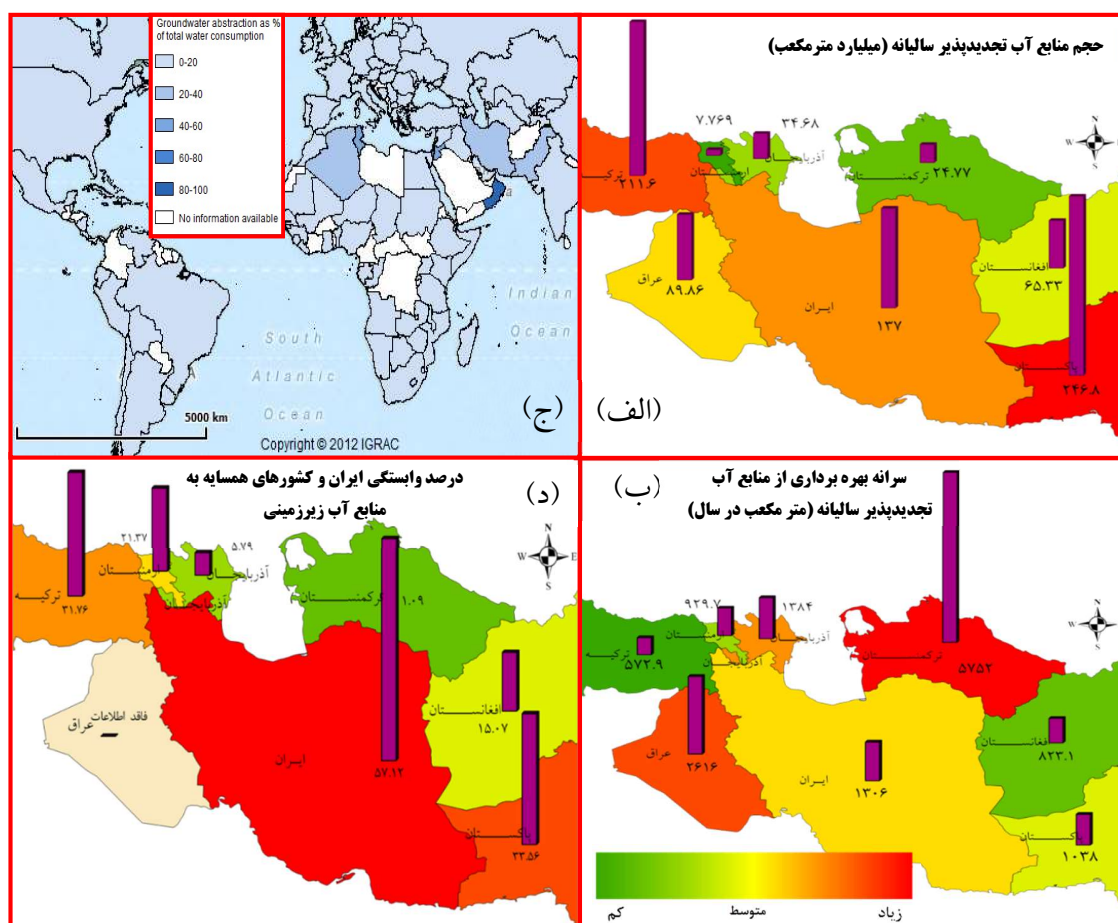 حجم منابع آب تجدیدپذیر سالیانه (میلیارد مترمکعب)
۷.۷۶۹
۳۴.۶۸
آذربایجان
ارمنستان
ترکیه
۲۱۱.۶
ترکمنستان
۲۴.۷۷
N
W
S
عراق
۸۹.۸۶
ایران
۱۳۷
افغانستان
۶۵.۳۳
پاکستان
۲۴۶.۸
(الف)
Groundwater abstraction as %
of total water consumption
0-20
20-40
40-60
60-80
80-100
No information available
South
Atlantic
Ocean
Indian
Ocean
5000 km
Copyright © 2012 IGRAC
(ج)
سرانه بهره برداری از منابع آب
تجدیدپذیر سالیانه (متر مکعب در سال)
(ب)
۹۲۹.۷
۱۳۸۴
ارمنستان
آذربایجان
آذربایجان
ترکیه
۵۷۲.۹
ترکمنستان
۵۷۵۲
N
W
S
عراق
۲۶۱۶
ایران
۱۳۰۶
افغانستان
۸۲۳.۱
پاکستان
۱۰۳۸
کم
متوسط
زیاد
درصد وابستگی ایران و کشورهای همسایه به
منابع آب زیرزمینی
(د)
۲۱.۳۷
۵.۷۹
ارمنستان
آذربایجان
آذربایجان
ترکیه
۳۱.۷۶
ترکمنستان
۱.۰۹
N
W
E
S
فاقد اطلاعات
عراق
ایران
۵۷.۱۲
افغانستان
۱۵.۰۷
پاکستان
۳۳.۵۶